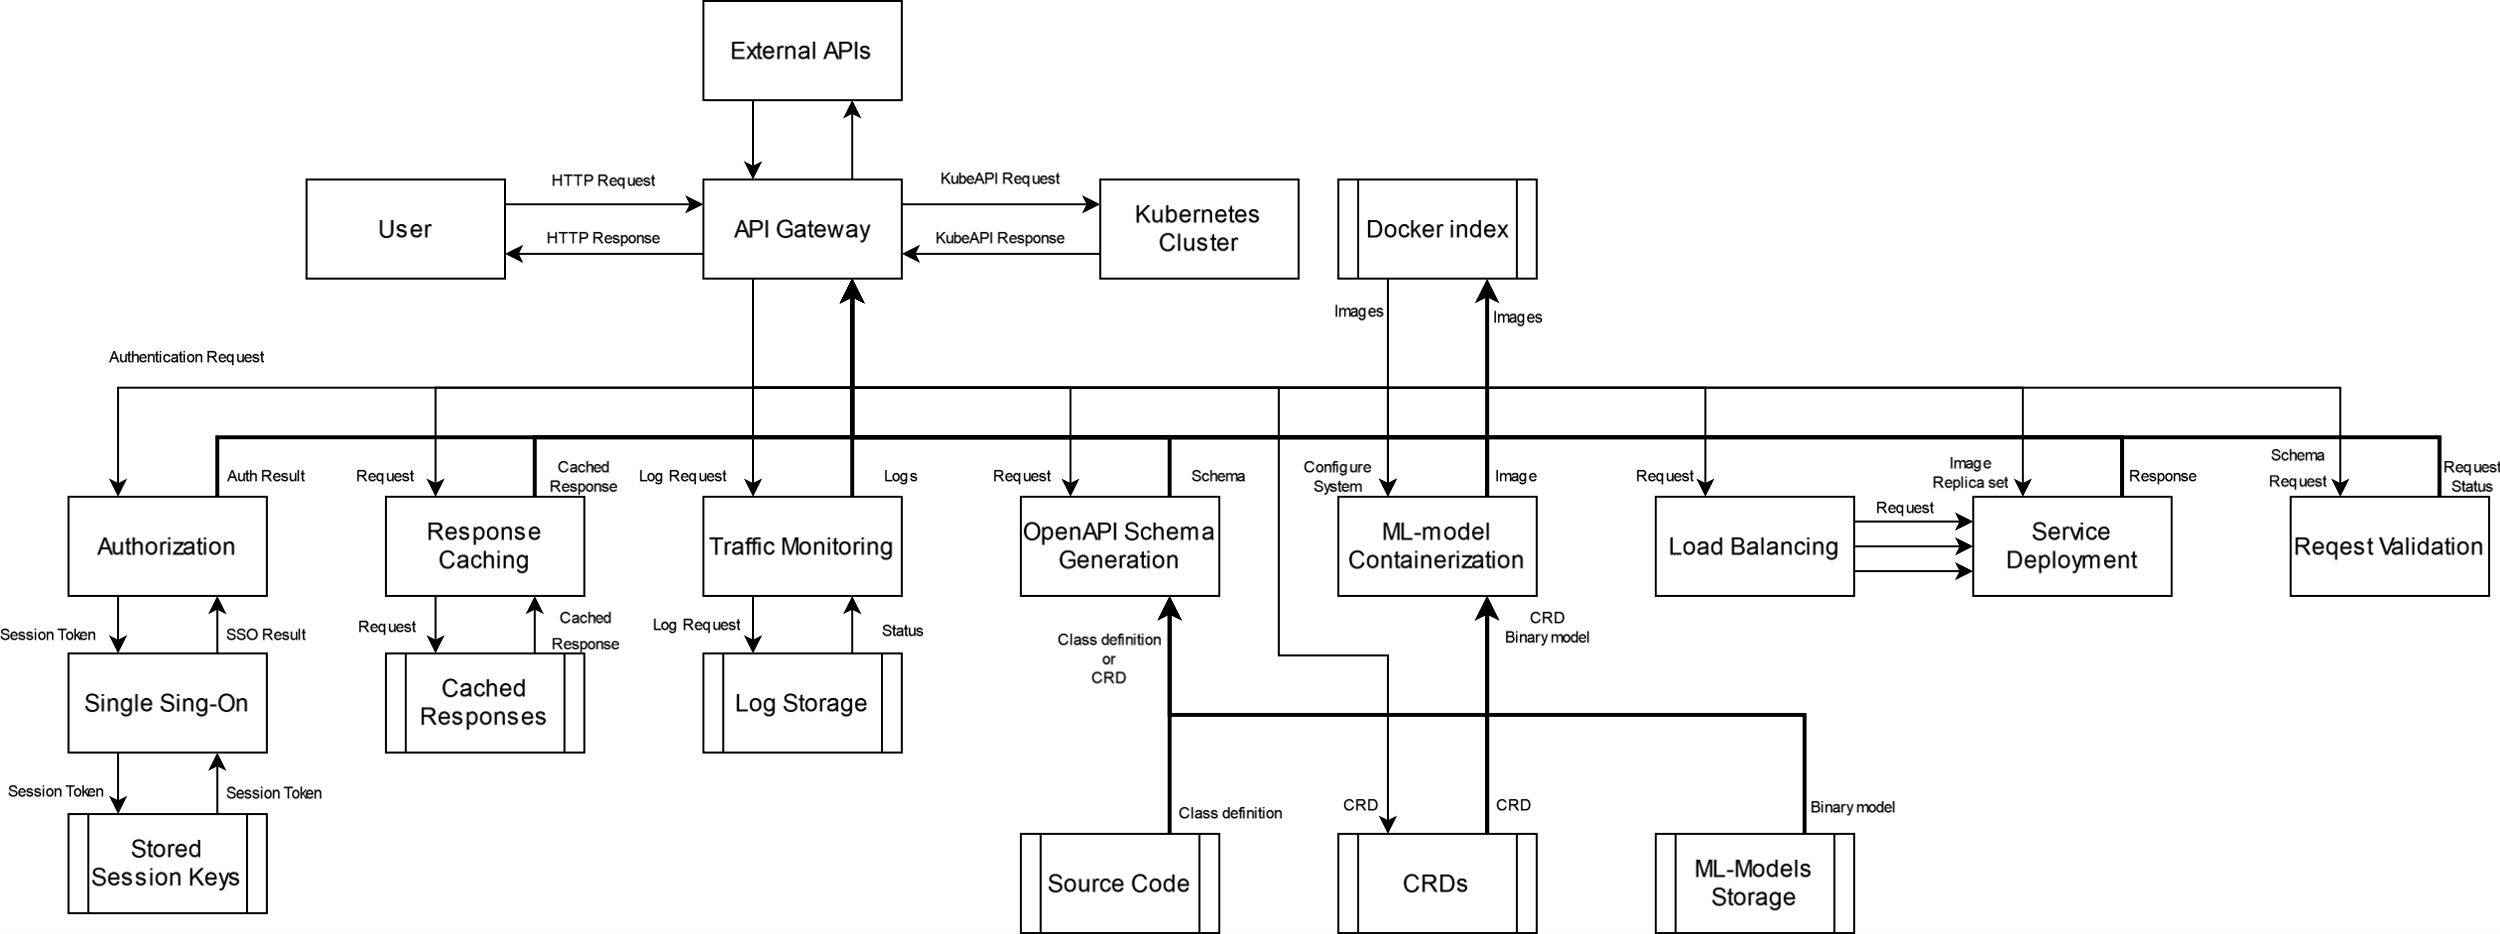 External APIs
HTTP Request
KubeAPI Request
User
API Gateway
Kubernetes
Cluster
Docker index
HTTP Response
KubeAPI Response
Images
Images
Authentication Request
Auth Result
Request
Cached
Response
Log Request
Logs
Request
Schema
Configure
System
Image
Request
Image
Replica set
Response
Schema
Request
Request
Status
Authorization
Response
Caching
Traffic Monitoring
OpenAPI Schema
Generation
ML-model
Containerization
Load Balancing
Request
Service
Deployment
Reqest Validation
Session Token
SSO Result
Request
Cached
Response
Log Request
Status
Class definition
or
CRD
CRD
Binary model
Single Sing-On
Cached
Responses
Log Storage
Session Token
Session Token
Class definition
CRD
CRD
Binary model
Stored
Session Keys
Source Code
CRDs
ML-Models
Storage